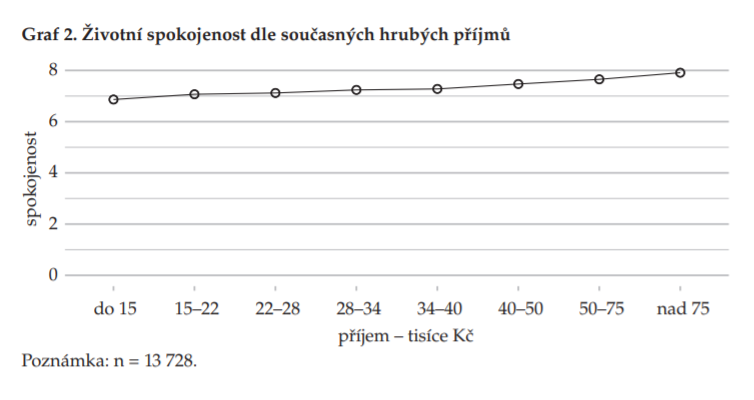 Graf 2. Životní spokojenost dle současných hrubých příjmů
spokojenost
8
6
4
2
0
do 15 15–22 22–28 28–34 34–40 40–50 50–75 nad 75
příjem – tisíce Kč
Poznámka: n = 13 728.